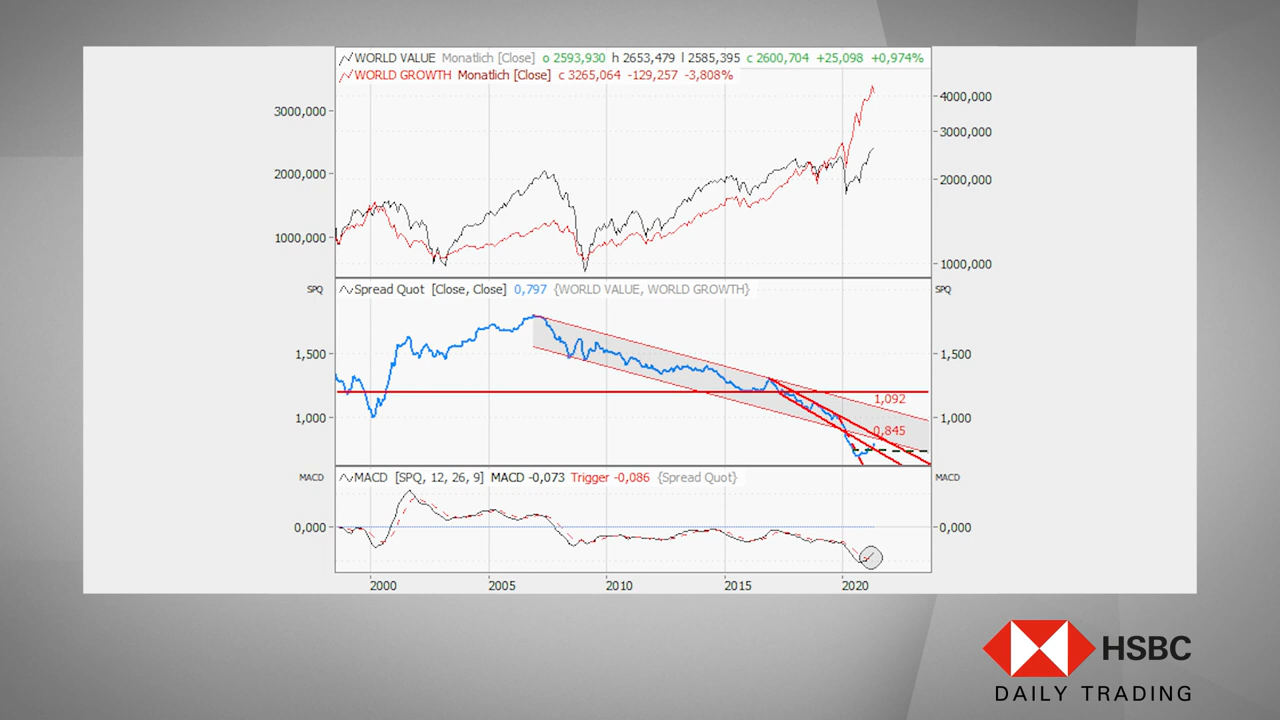 WORLD VALUE Monatlich [Close] o 2593,930 h 2653,479 l 2585,395 c 2600,704 +25,098 +0,974%
WORLD GROWTH Monatlich [Close] c 3265,064 -129,257 -3,808%
3000,000
2000,000
1000,000
4000,000
3000,000
2000,000
1000,000
SPQ
Spread Quot [Close, Close] 0,797 {WORLD VALUE, WORLD GROWTH}
SPQ
1,500
1,500
1,092
1,000
1,000
0,845
MACD
MACD [SPQ, 12, 26, 9] MACD -0,073 Trigger -0,086 {Spread Quot}
MACD
0,000
0,000
2000 2005 2010 2015 2020
HSBC
DAILY TRADING